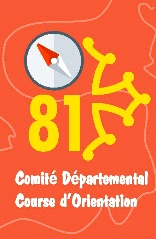 81
Comité Départemental
Course d'Orientation